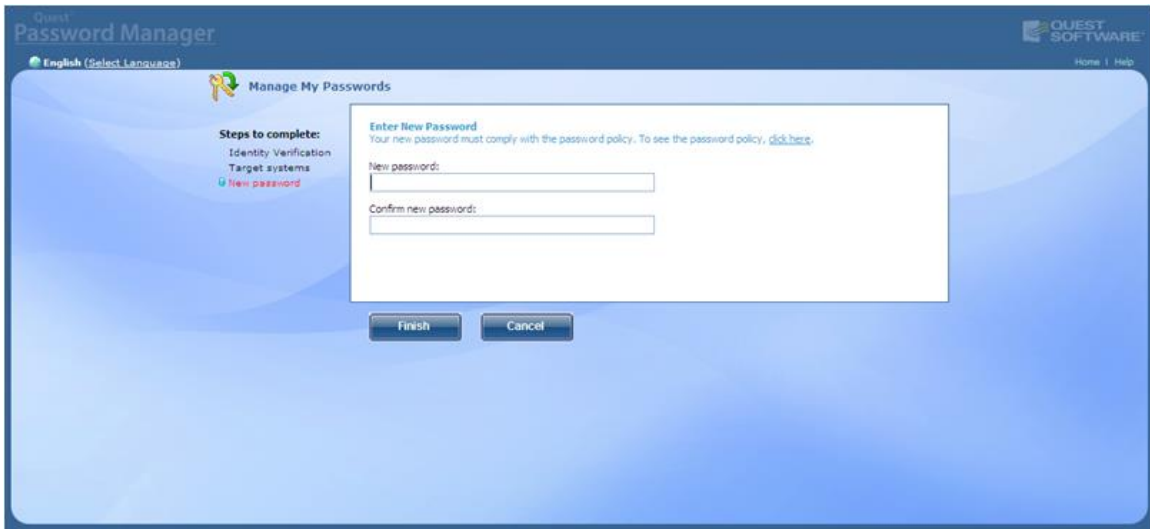 Quest
Password Manager
QUEST
SOFTWARE
English (Select Language)
Home | Help
Manage My Passwords
Steps to complete:
Identity Verification
Target systems
New password
Enter New Password
Your new password must comply with the password policy. To see the password policy, click here.
New password:
Confirm new password:
Finish
Cancel